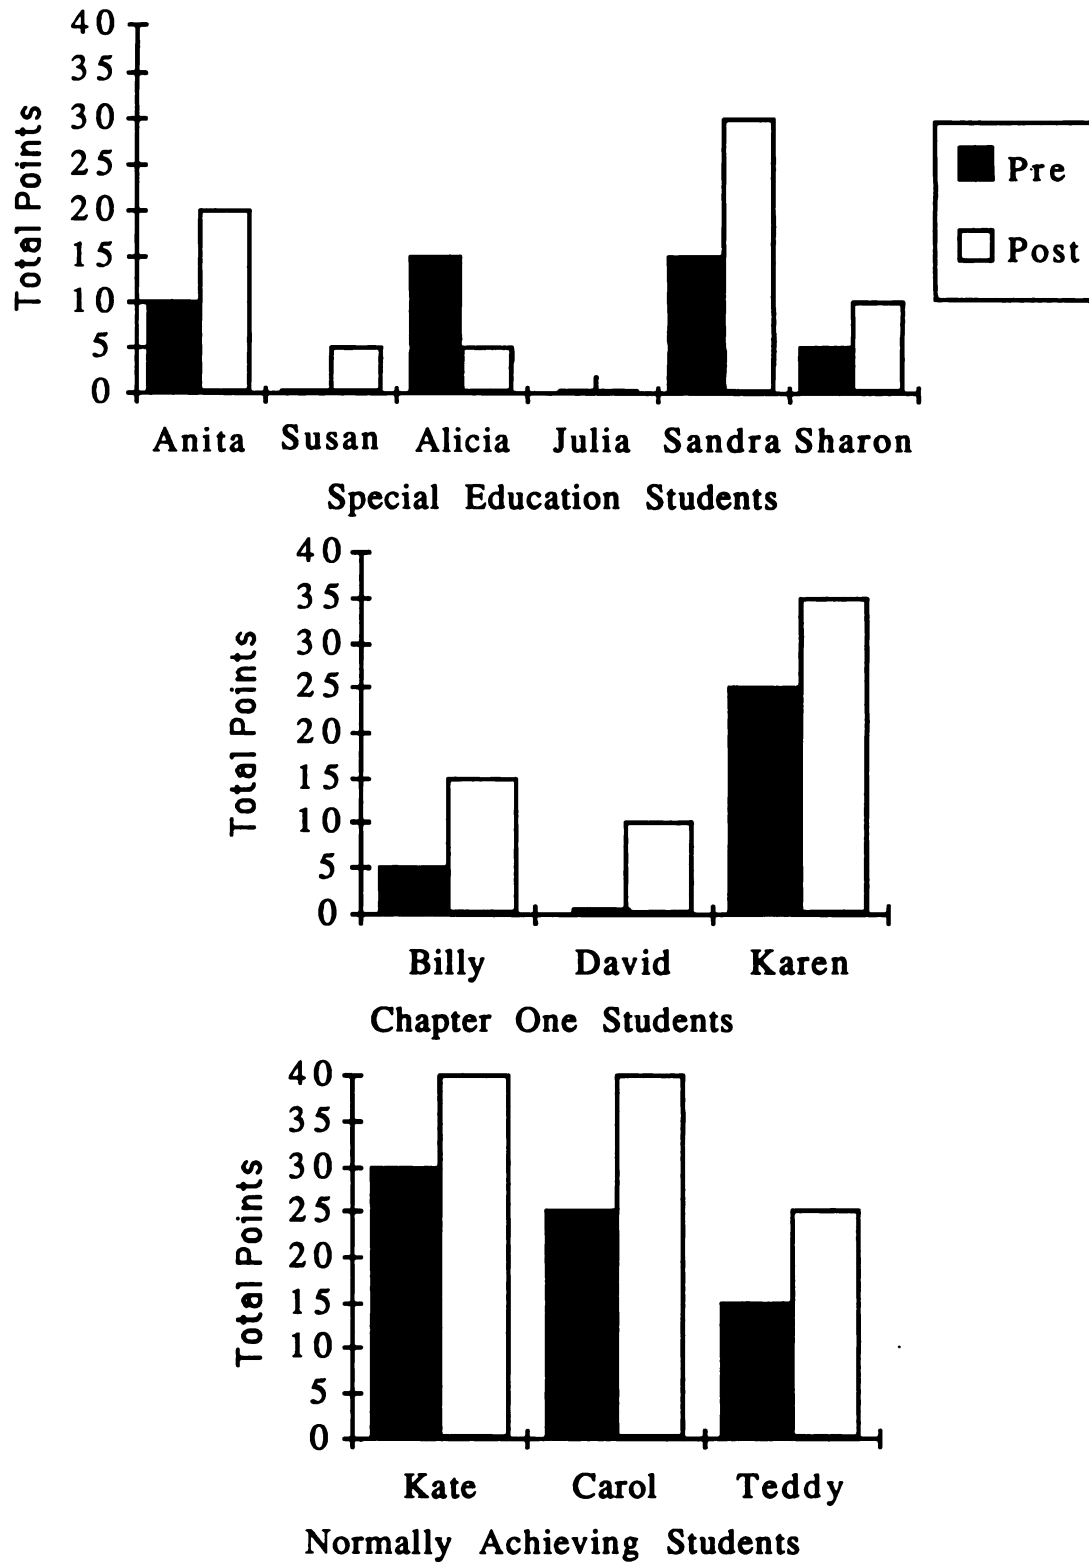 40
35
30
25
20
15
10
5
0
Total Points
Pre
Post
Anita Susan Alicia Julia Sandra Sharon
Special Education Students
40
35
30
25
20
15
10
5
0
Total Points
Billy David Karen
Chapter One Students
40
35
30
25
20
15
10
5
0
Total Points
Kate Carol Teddy
Normally Achieving Students